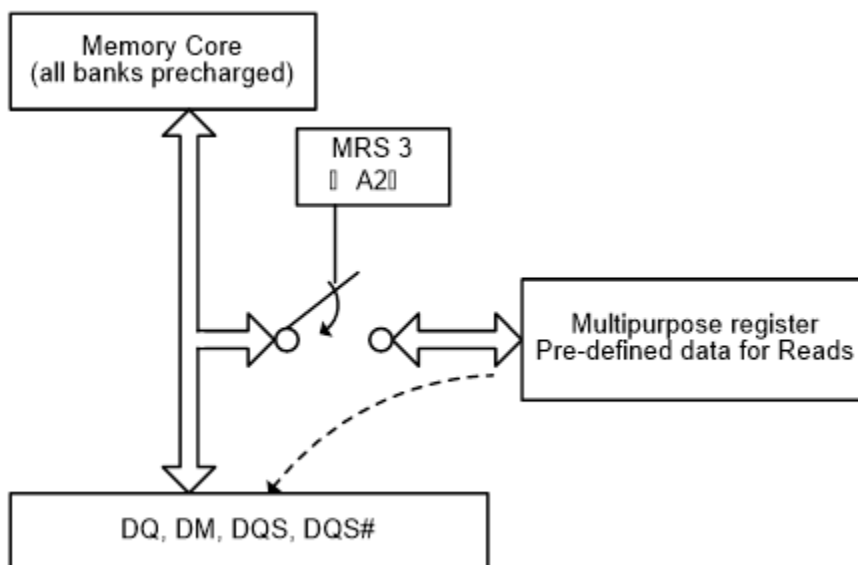 Memory Core
(all banks precharged)
MRS 3
▯ A2▯
Multipurpose register
Pre-defined data for Reads
DQ, DM, DQS, DQS#